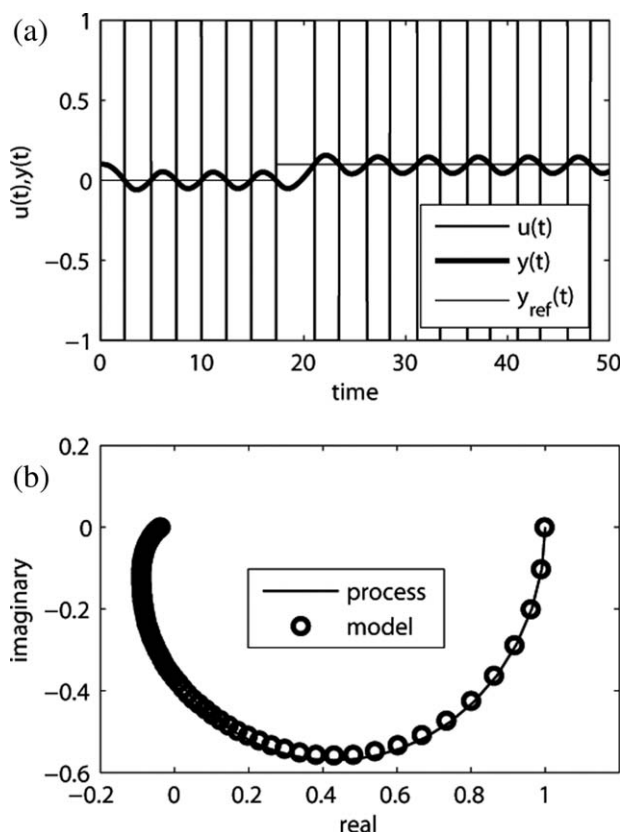 (a)
1
0.5
0
−0.5
−1
u(t),y(t)
u(t)
y(t)
y_ref(t)
0 10 20 30 40 50
time
(b)
0.2
0
−0.2
−0.4
−0.6
imaginary
process
model
−0.2 0 0.2 0.4 0.6 0.8 1
real